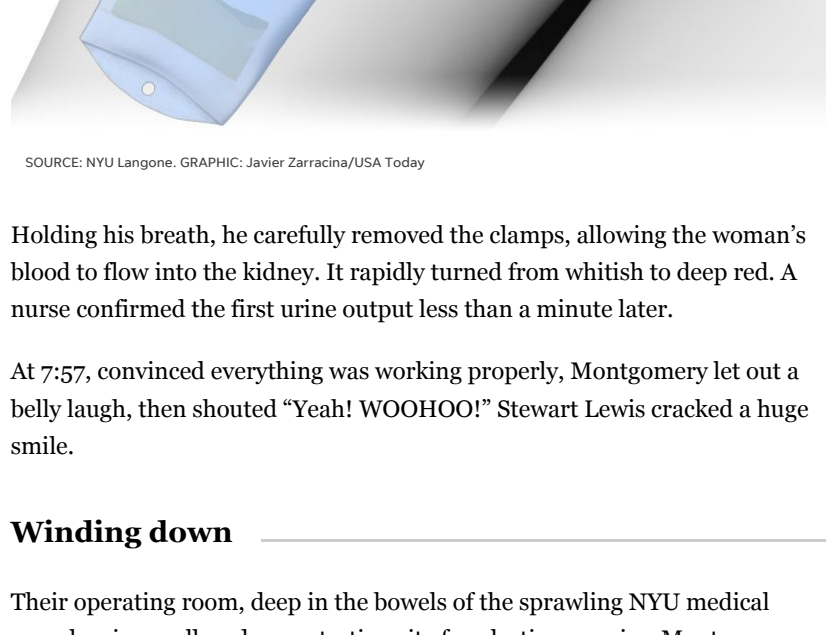 SOURCE: NYU Langone. GRAPHIC: Javier Zarracina/USA Today
Holding his breath, he carefully removed the clamps, allowing the woman’s
blood to flow into the kidney. It rapidly turned from whitish to deep red. A
nurse confirmed the first urine output less than a minute later.
At 7:57, convinced everything was working properly, Montgomery let out a
belly laugh, then shouted “Yeah! WOOHOO!” Stewart Lewis cracked a huge
smile.
Winding down
Their operating room, deep in the bowels of the sprawling NYU medical